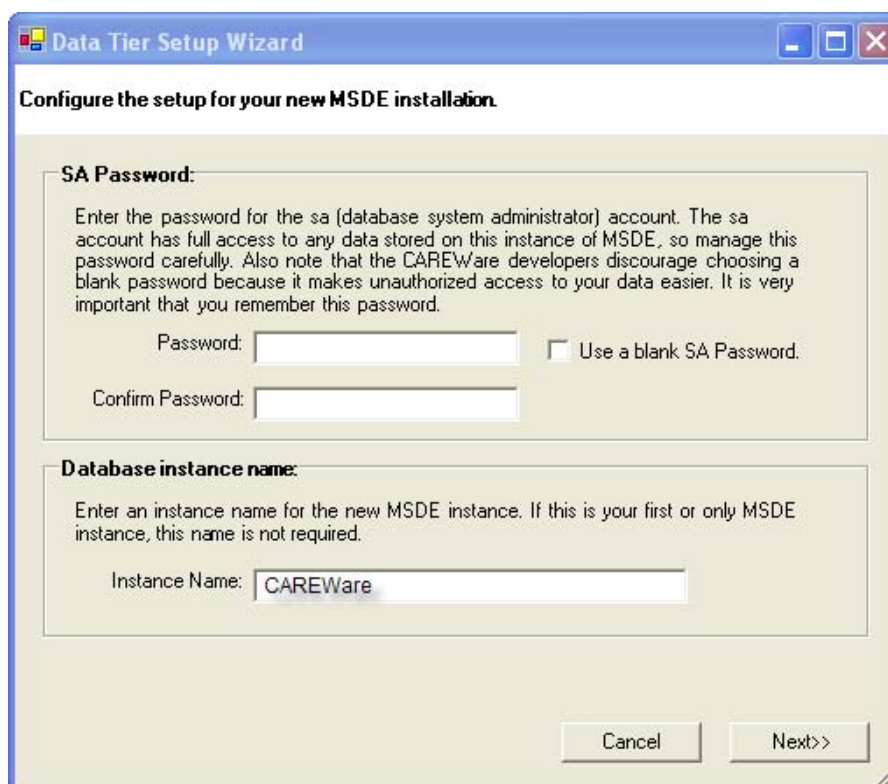 Data Tier Setup Wizard
Configure the setup for your new MSDE installation.
SA Password:
Enter the password for the sa (database system administrator) account. The sa
account has full access to any data stored on this instance of MSDE, so manage this
password carefully. Also note that the CAREWare developers discourage choosing a
blank password because it makes unauthorized access to your data easier. It is very
important that you remember this password.
Password:
Use a blank SA Password.
Confirm Password:
Database instance name:
Enter an instance name for the new MSDE instance. If this is your first or only MSDE
instance, this name is not required.
Instance Name: CAREWare
Cancel Next>>